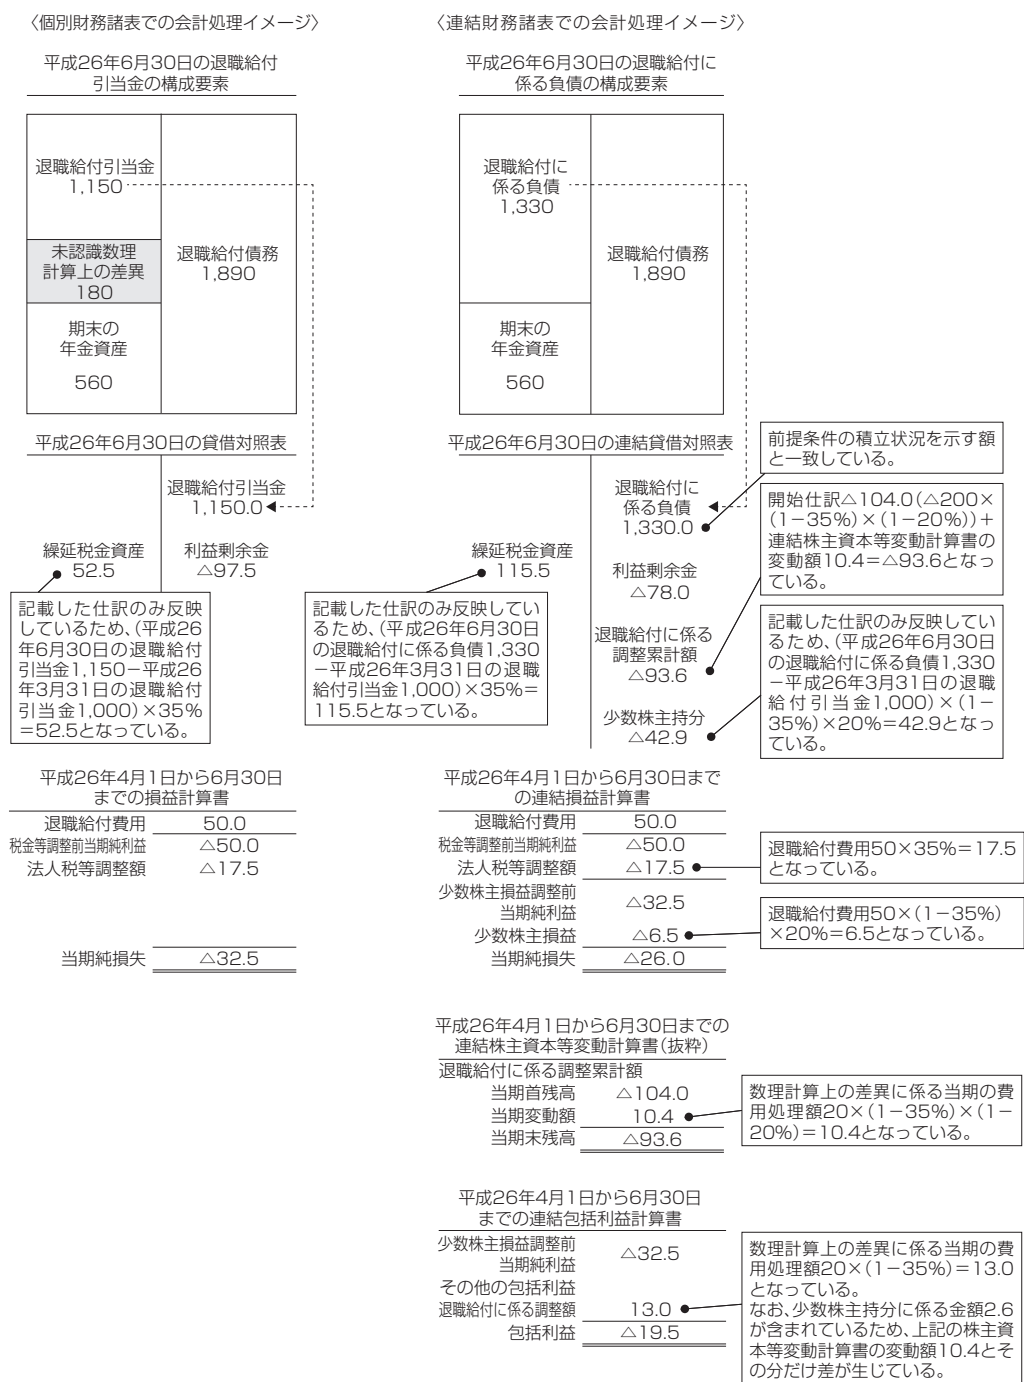 〈個別財務諸表での会計処理イメージ〉
平成26年6月30日の退職給付
引当金の構成要素
退職給付引当金
1,150
未認識数理
計算上の差異
180
期末の
年金資産
560
退職給付債務
1,890
平成26年6月30日の貸借対照表
退職給付引当金
1,150.0
繰延税金資産
52.5
利益剰余金
△97.5
記載した仕訳のみ反映
しているため、(平成26
年6月30日の退職給付
引当金1,150−平成26
年3月31日の退職給付
引当金1,000)×35%
=52.5となっている。
平成26年4月1日から6月30日
までの損益計算書
退職給付費用 50.0
税金等調整前当期純利益 △50.0
法人税等調整額 △17.5
当期純損失 △32.5
〈連結財務諸表での会計処理イメージ〉
平成26年6月30日の退職給付に
係る負債の構成要素
退職給付に
係る負債
1,330
期末の
年金資産
560
退職給付債務
1,890
平成26年6月30日の連結貸借対照表
退職給付に
係る負債
1,330.0
繰延税金資産
115.5
利益剰余金
△78.0
退職給付に係る
調整累計額
△93.6
少数株主持分
△42.9
記載した仕訳のみ反映してい
るため、(平成26年6月30日
の退職給付に係る負債1,330
−平成26年3月31日の退職
給付引当金1,000)×35%=
115.5となっている。
前提条件の積立状況を示す額
と一致している。
開始仕訳△104.0(△200×
(1−35%)×(1−20%))+
連結株主資本等変動計算書の
変動額10.4=△93.6となっ
ている。
記載した仕訳のみ反映してい
るため、(平成26年6月30日
の退職給付に係る負債1,330
−平成26年3月31日の退職
給付引当金1,000)×(1−
35%)×20%=42.9となっ
ている。
平成26年4月1日から6月30日まで
の連結損益計算書
退職給付費用 50.0
税金等調整前当期純利益 △50.0
法人税等調整額 △17.5
少数株主損益調整前
当期純利益 △32.5
少数株主損益 △6.5
当期純損失 △26.0
退職給付費用50×35%=17.5
となっている。
退職給付費用50×(1−35%)
×20%=6.5となっている。
平成26年4月1日から6月30日までの
連結株主資本等変動計算書(抜粋)
退職給付に係る調整累計額
当期首残高 △104.0
当期変動額 10.4
当期末残高 △93.6
数理計算上の差異に係る当期の費
用処理額20×(1−35%)×(1−
20%)=10.4となっている。
平成26年4月1日から6月30日
までの連結包括利益計算書
少数株主損益調整前
当期純利益 △32.5
その他の包括利益
退職給付に係る調整額 13.0
包括利益 △19.5
数理計算上の差異に係る当期の費
用処理額20×(1−35%)=13.0
となっている。
なお、少数株主持分に係る金額2.6
が含まれているため、上記の株主資
本等変動計算書の変動額10.4とそ
の分だけ差が生じている。